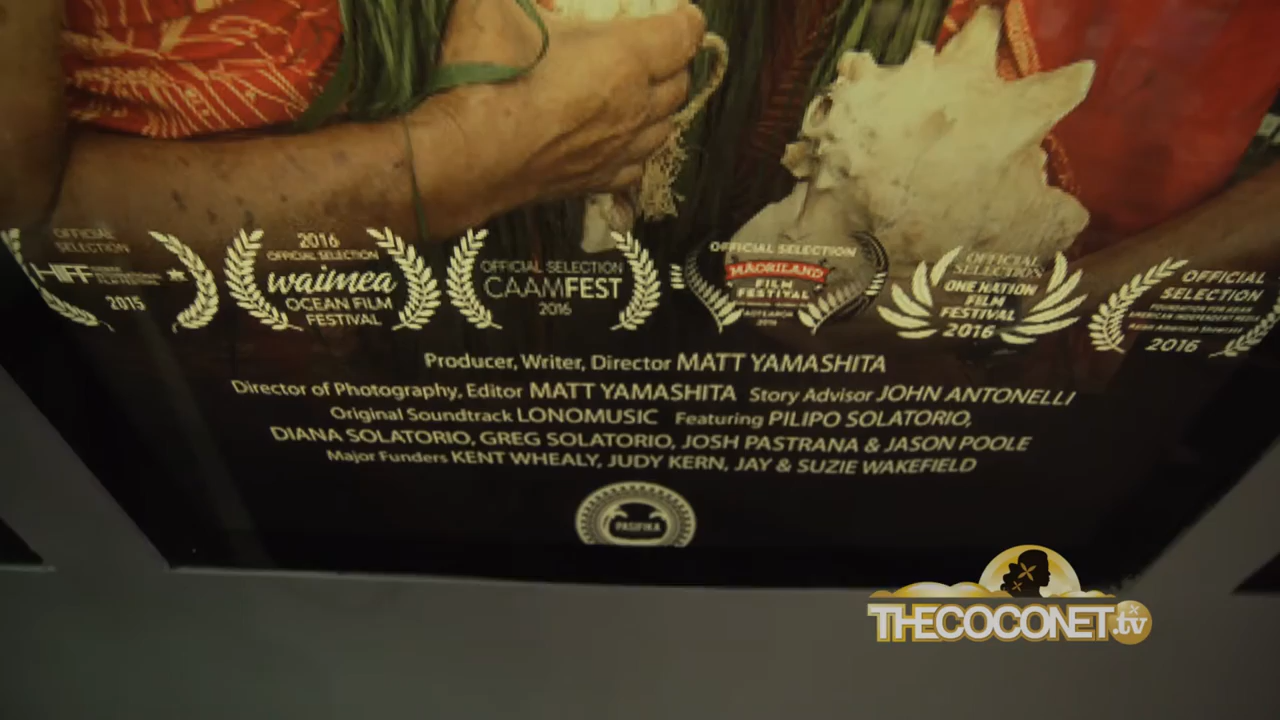 OFFICIAL
SELECTION
HIFF
2015
2016
OFFICIAL SELECTION
waimea
OCEAN FILM
FESTIVAL
OFFICIAL SELECTION
CAAMFEST
2016
OFFICIAL SELECTION
MAORILAND
FILM
FESTIVAL
AOTEAROA
2016
OFFICIAL
SELECTION
ONE NATION
FILM
FESTIVAL
2016
OFFICIAL
SELECTION
2016
Producer, Writer, Director MATT YAMASHITA
Director of Photography, Editor MATT YAMASHITA Story Advisor JOHN ANTONELLI
Original Soundtrack LONOMUSIC Featuring PILIPO SOLATORIO,
DIANA SOLATORIO, GREG SOLATORIO, JOSH PASTRANA & JASON POOLE
Major Funders KENT WHEALY, JUDY KERN, JAY & SUZIE WAKEFIELD
PASIFIKA
THECOCONET.tv